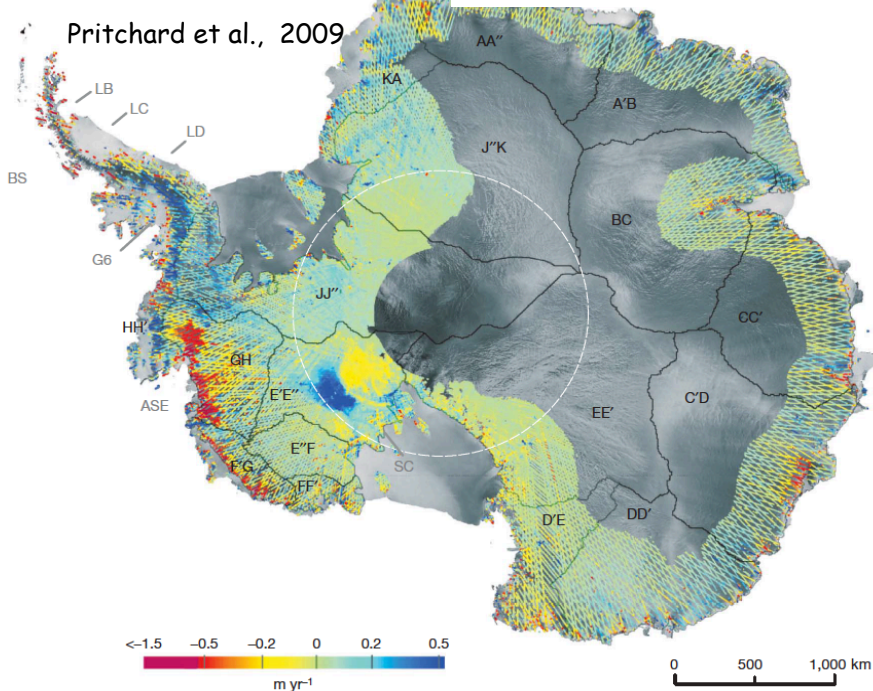 Pritchard et al., 2009
AA″
KA
A′B
LB
LC
LD
J″K
BS
BC
G6
JJ″
CC′
HH′
GH
E′E″
C′D
ASE
EE′
E″F
SC
F′G
FF′
D′E
DD′
<–1.5 –0.5 –0.2 0 0.2 0.5
m yr⁻¹
0 500 1,000 km